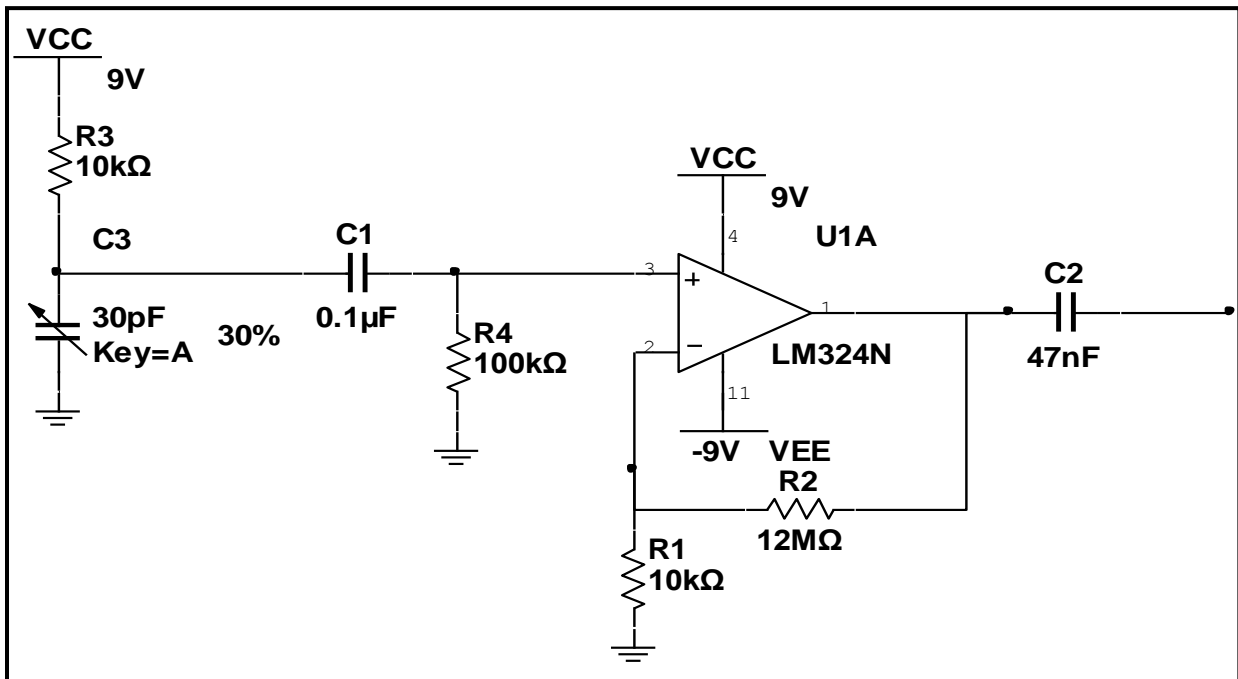 VCC
9V
R3
10kΩ
C3
30pF
Key=A
30%
C1
0.1µF
R4
100kΩ
VCC
9V
4
U1A
3
+
2
−
1
LM324N
11
-9V VEE
C2
47nF
R2
12MΩ
R1
10kΩ